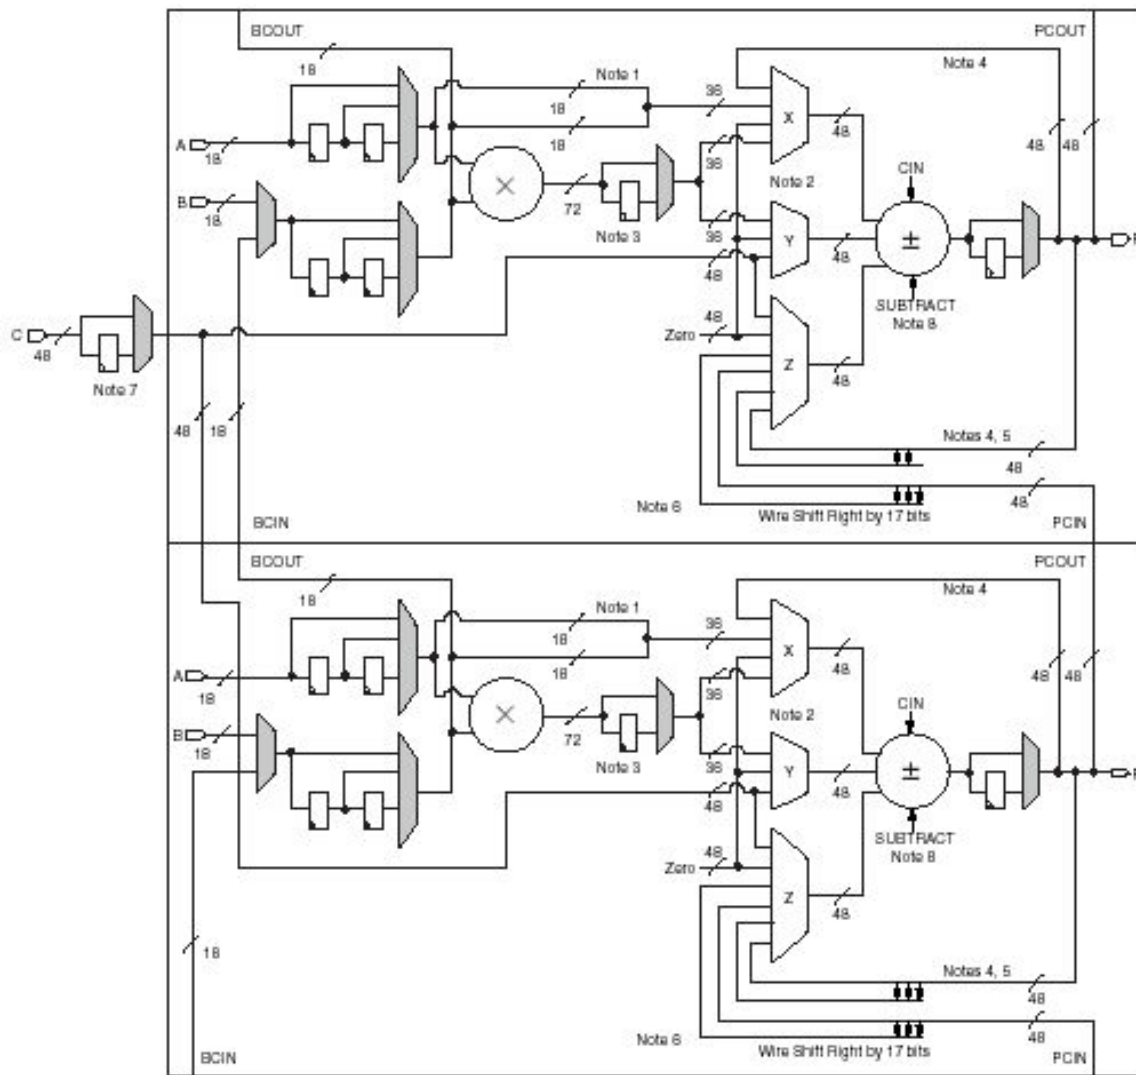 BCOUT
PCOUT
18
Note 1
Note 4
36
18
18
X
48
A
18
36
48
48
CIN
×
72
Note 2
B
18
Note 3
36
Y
48
±
P
48
SUBTRACT
Note 8
C
48
Note 7
48
Zero
Z
48
48
18
Notes 4, 5
48
48
Note 6
Wire Shift Right by 17 bits
BCIN
PCIN
BCOUT
PCOUT
18
Note 1
Note 4
36
18
18
X
48
A
18
36
48
48
CIN
×
72
Note 2
B
18
Note 3
36
Y
48
±
P
48
SUBTRACT
Note 8
48
Zero
Z
48
18
Notes 4, 5
48
48
Note 6
Wire Shift Right by 17 bits
BCIN
PCIN